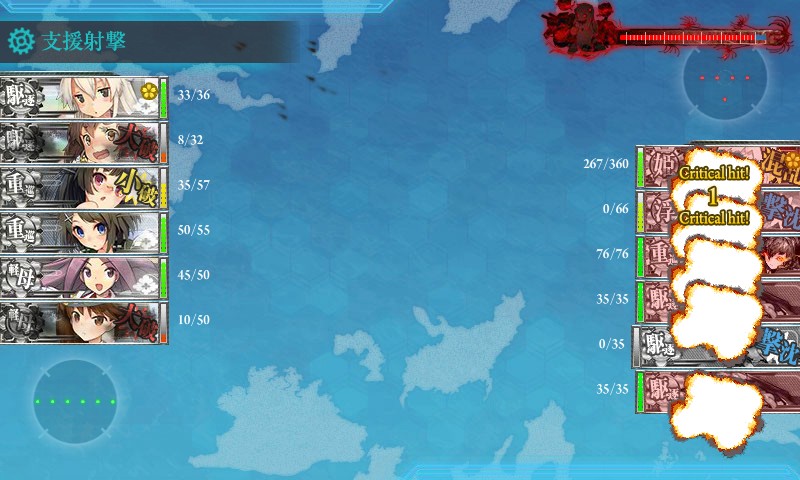 支援射撃
駆逐 33/36
駆逐 大破 8/32
重巡 小破 35/57
重巡 50/55
軽母 45/50
軽母 大破 10/50
267/360 姫 混乱
Critical hit!
1
0/66 浮 撃沈
Critical hit!
76/76 重
35/35 駆
0/35 駆逐 撃沈
35/35 駆逐